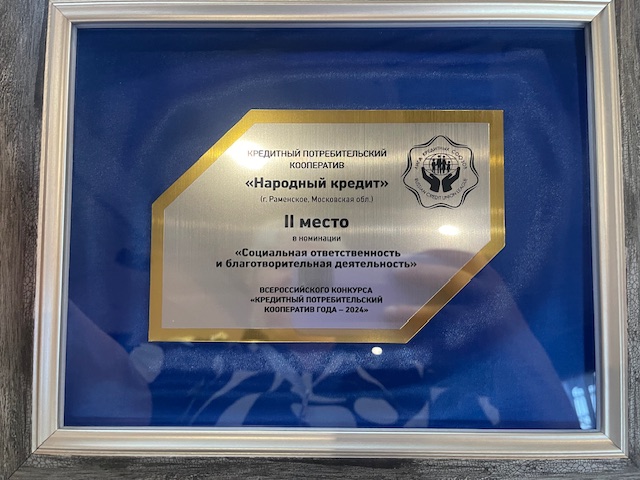 КРЕДИТНЫЙ ПОТРЕБИТЕЛЬСКИЙ
КООПЕРАТИВ
«Народный кредит»
(г. Раменское, Московская обл.)
II место
в номинации
«Социальная ответственность
и благотворительная деятельность»
ВСЕРОССИЙСКОГО КОНКУРСА
«КРЕДИТНЫЙ ПОТРЕБИТЕЛЬСКИЙ
КООПЕРАТИВ ГОДА – 2024»